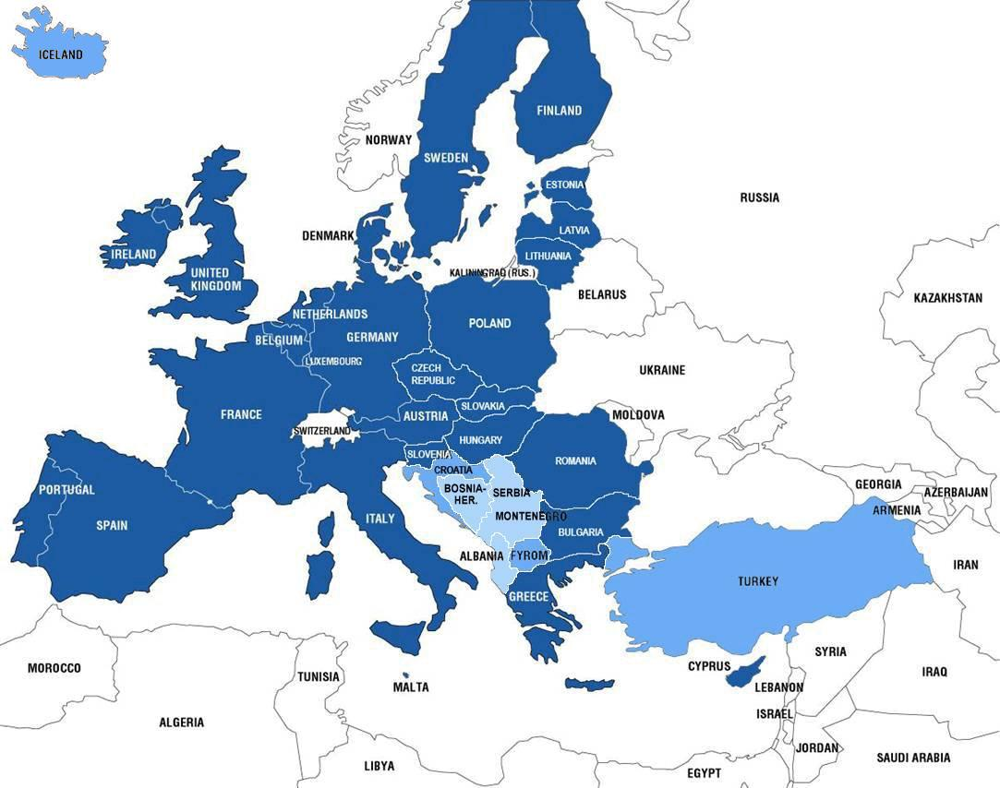 ICELAND
NORWAY
FINLAND
SWEDEN
ESTONIA
RUSSIA
DENMARK
LATVIA
IRELAND
LITHUANIA
UNITED
KINGDOM
KALININGRAD (RUS.)
BELARUS
KAZAKHSTAN
NETHERLANDS
POLAND
BELGIUM
GERMANY
LUXEMBOURG
CZECH
REPUBLIC
UKRAINE
FRANCE
SLOVAKIA
AUSTRIA
MOLDOVA
SWITZERLAND
HUNGARY
SLOVENIA
ROMANIA
CROATIA
PORTUGAL
BOSNIA-
HER.
SERBIA
GEORGIA
AZERBAIJAN
SPAIN
ITALY
MONTENEGRO
ARMENIA
BULGARIA
ALBANIA
FYROM
IRAN
TURKEY
GREECE
SYRIA
MOROCCO
TUNISIA
CYPRUS
IRAQ
MALTA
LEBANON
ALGERIA
ISRAEL
JORDAN
SAUDI ARABIA
LIBYA
EGYPT